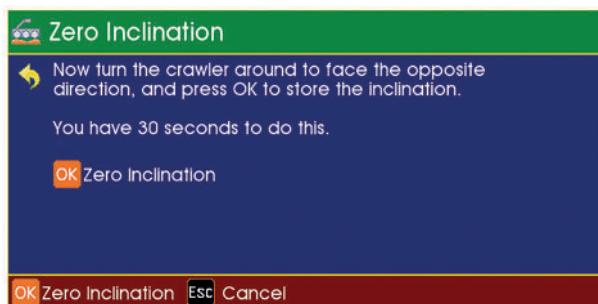 Zero Inclination
Now turn the crawler around to face the opposite
direction, and press OK to store the inclination.
You have 30 seconds to do this.
OK Zero Inclination
OK Zero Inclination Esc Cancel